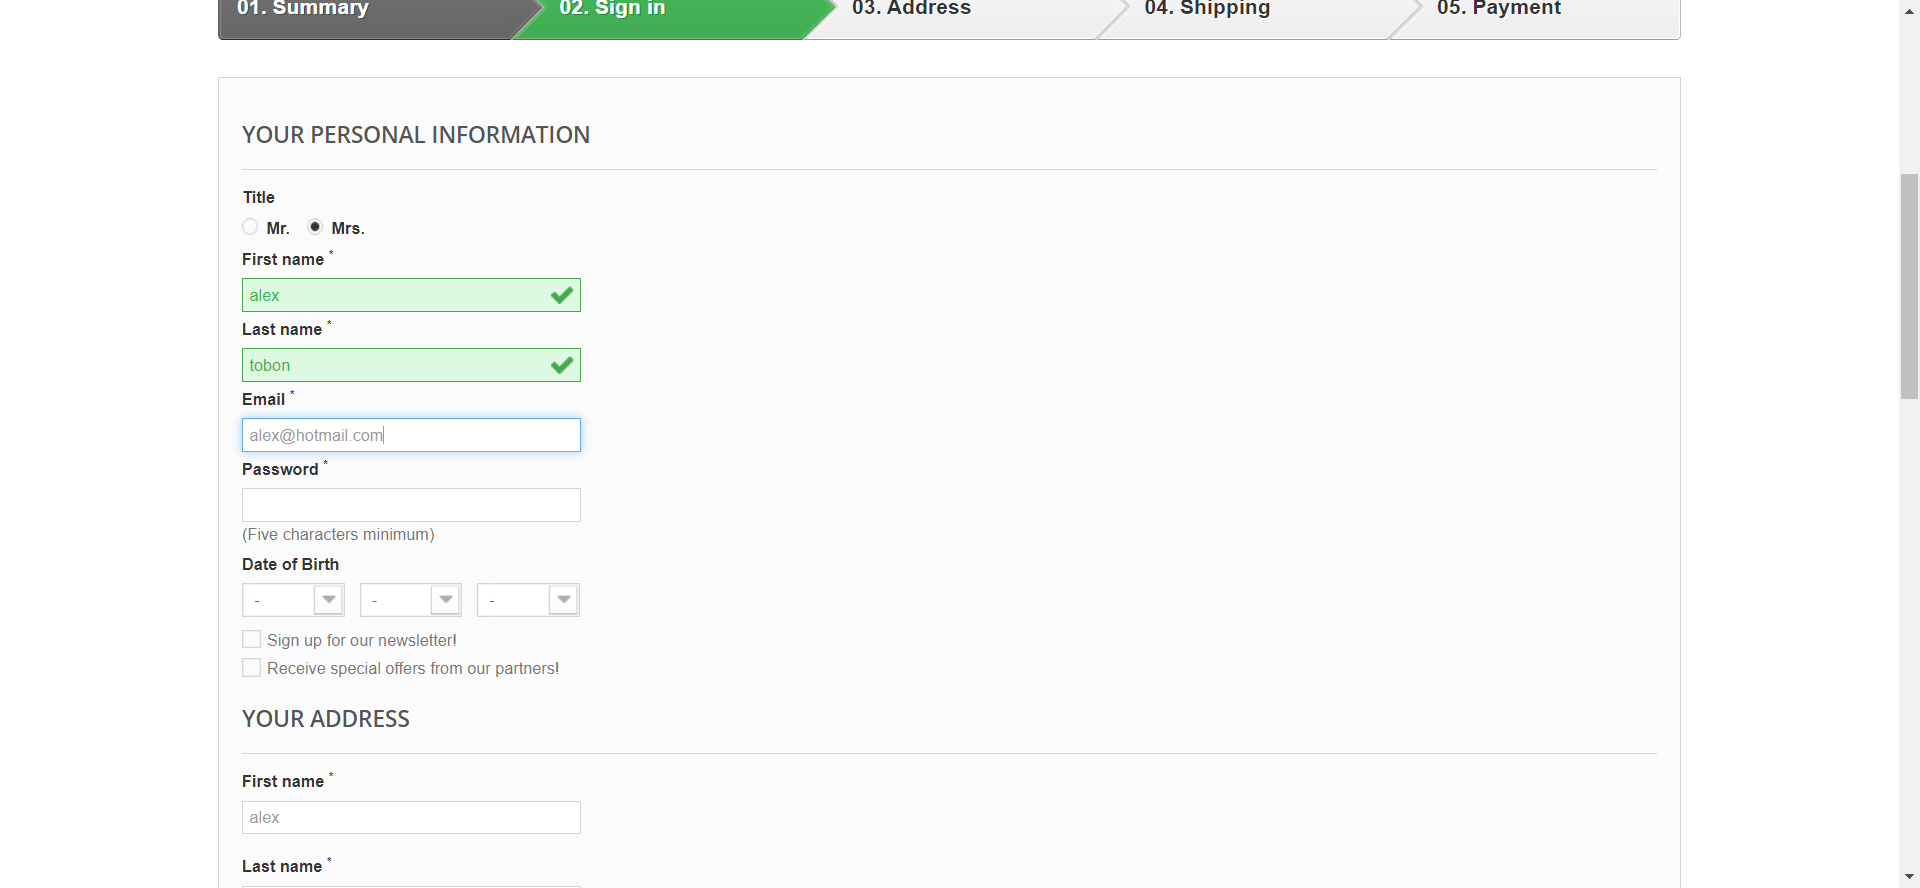 01. Summary 02. Sign in 03. Address 04. Shipping 05. Payment
YOUR PERSONAL INFORMATION
Title
Mr. Mrs.
First name *
alex
Last name *
tobon
Email *
alex@hotmail.com
Password *
(Five characters minimum)
Date of Birth
- - -
Sign up for our newsletter!
Receive special offers from our partners!
YOUR ADDRESS
First name *
alex
Last name *